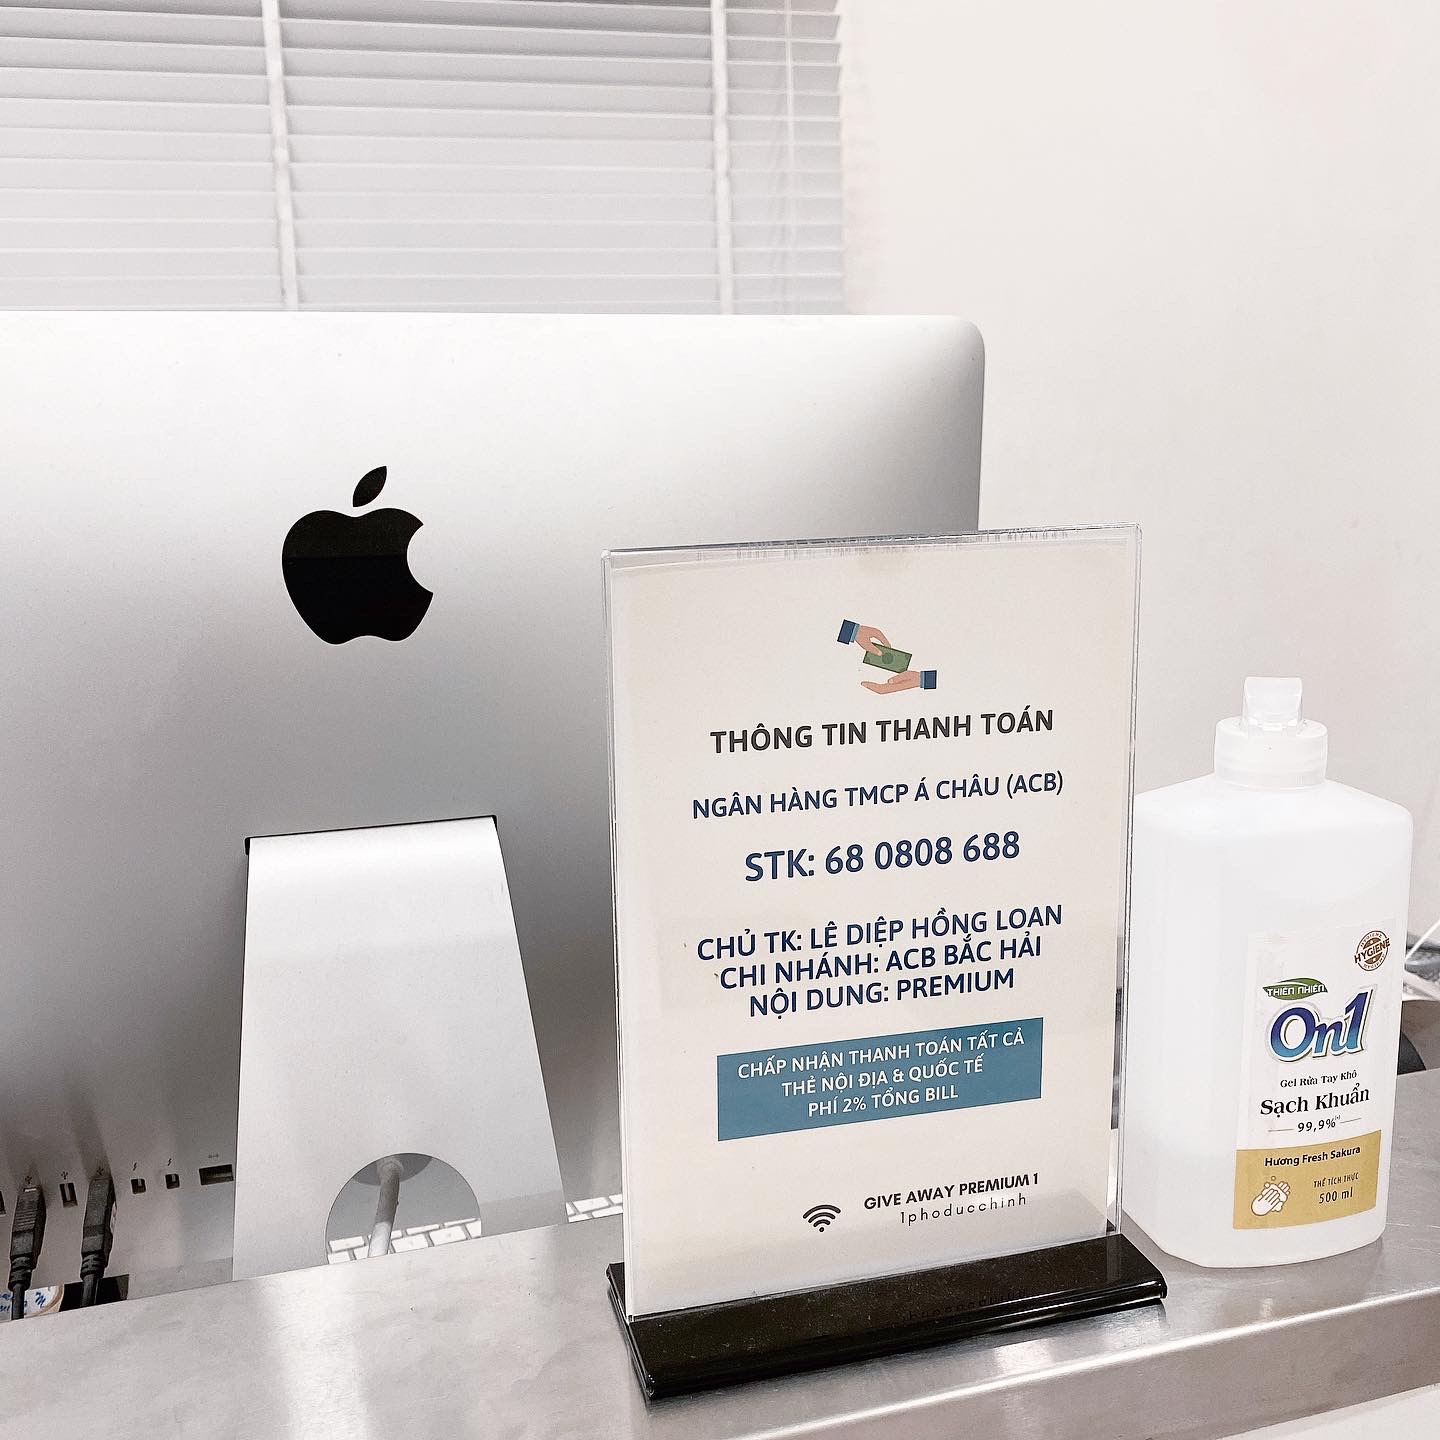 THÔNG TIN THANH TOÁN
NGÂN HÀNG TMCP Á CHÂU (ACB)
STK: 68 0808 688
CHỦ TK: LÊ DIỆP HỒNG LOAN
CHI NHÁNH: ACB BẮC HẢI
NỘI DUNG: PREMIUM
CHẤP NHẬN THANH TOÁN TẤT CẢ
THẺ NỘI ĐỊA & QUỐC TẾ
PHÍ 2% TỔNG BILL
GIVE AWAY PREMIUM 1
1phoducchinh
HYGIENE
THIÊN NHIÊN
On1
Gel Rửa Tay Khô
Sạch Khuẩn
99,9%
Hương Fresh Sakura
THỂ TÍCH THỰC
500 ml